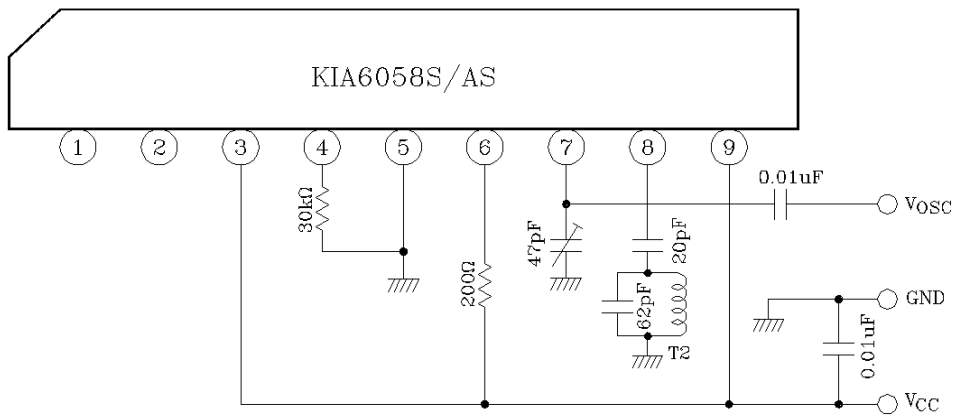 KIA6058S/AS
1 2 3 4 5 6 7 8 9
0.01uF
VOSC
30kΩ
47pF
20pF
200Ω
62pF
GND
T2
0.01uF
VCC